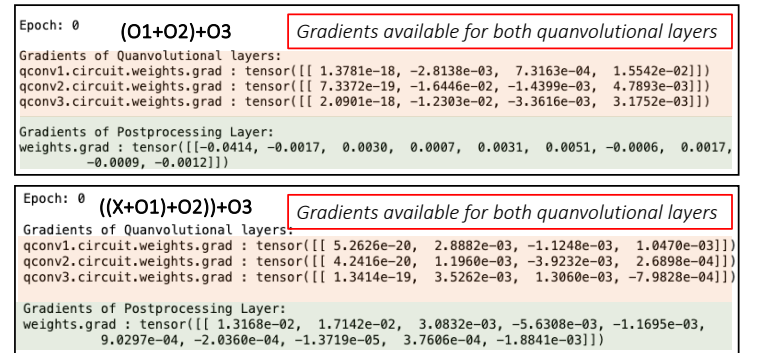 Epoch: 0 (O1+O2)+O3 Gradients available for both quanvolutional layers
Gradients of Quanvolutional layers:
qconv1.circuit.weights.grad : tensor([[ 1.3781e-18, -2.8138e-03,  7.3163e-04,  1.5542e-02]])
qconv2.circuit.weights.grad : tensor([[ 7.3372e-19, -1.6446e-02, -1.4399e-03,  4.7893e-03]])
qconv3.circuit.weights.grad : tensor([[ 2.0901e-18, -1.2303e-02, -3.3616e-03,  3.1752e-03]])
Gradients of Postprocessing Layer:
weights.grad : tensor([[-0.0414, -0.0017,  0.0030,  0.0007,  0.0031,  0.0051, -0.0006,  0.0017,
-0.0009, -0.0012]])
Epoch: 0 ((X+O1)+O2))+O3 Gradients available for both quanvolutional layers
Gradients of Quanvolutional layers:
qconv1.circuit.weights.grad : tensor([[ 5.2626e-20,  2.8882e-03, -1.1248e-03,  1.0470e-03]])
qconv2.circuit.weights.grad : tensor([[ 4.2416e-20,  1.1960e-03, -3.9232e-03,  2.6898e-04]])
qconv3.circuit.weights.grad : tensor([[ 1.3414e-19,  3.5262e-03,  1.3060e-03, -7.9828e-04]])
Gradients of Postprocessing Layer:
weights.grad : tensor([[ 1.3168e-02,  1.7142e-02,  3.0832e-03, -5.6308e-03, -1.1695e-03,
9.0297e-04, -2.0360e-04, -1.3719e-05,  3.7606e-04, -1.8841e-03]])